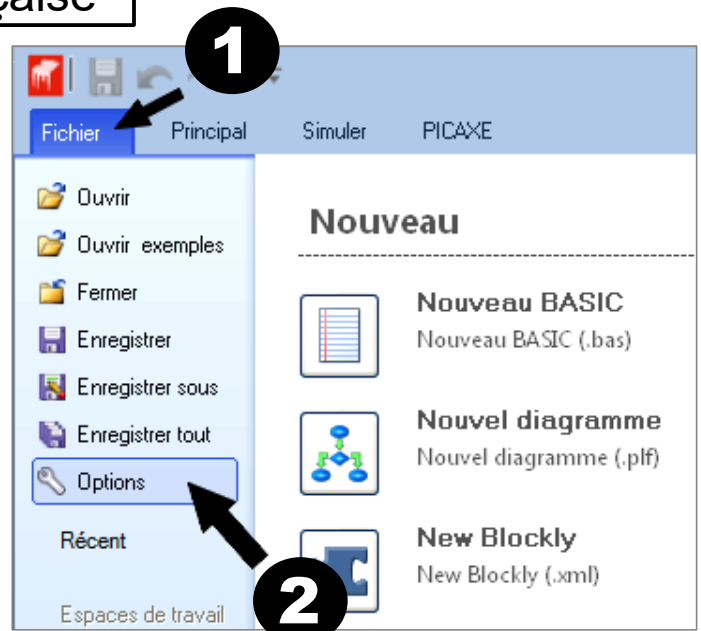 1
Fichier Principal Simuler PICAXE
Ouvrir
Ouvrir exemples
Fermer
Enregistrer
Enregistrer sous
Enregistrer tout
Options
2
Récent
Espaces de travail
Nouveau
Nouveau BASIC
Nouveau BASIC (.bas)
Nouvel diagramme
Nouvel diagramme (.plf)
New Blockly
New Blockly (.xml)